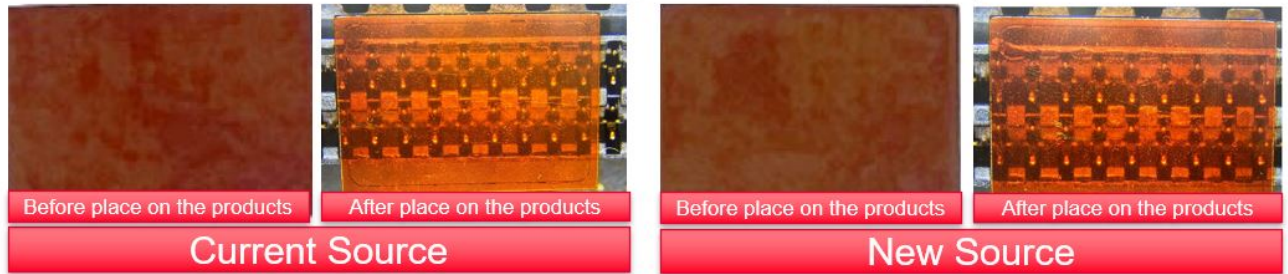 Before place on the products
After place on the products
Current Source
Before place on the products
After place on the products
New Source